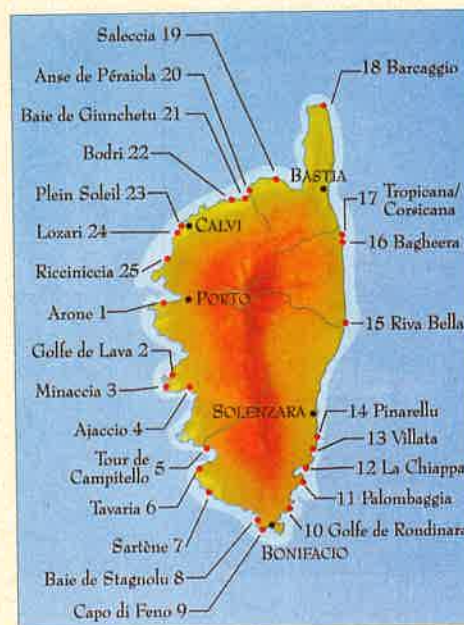 Saleccia 19
Anse de Péraiola 20
Baie de Giunchetu 21
Bodri 22
Plein Soleil 23
Lozari 24
Ricciniccia 25
Arone 1
Golfe de Lava 2
Minaccia 3
Ajaccio 4
Tour de
Campitello 5
Tavaria 6
Sartène 7
Baie de Stagnolu 8
Capo di Feno 9
BASTIA
CALVI
PORTO
SOLENZARA
BONIFACIO
18 Barcaggio
17 Tropicana/
Corsicana
16 Bagheera
15 Riva Bella
14 Pinarellu
13 Villata
12 La Chiappa
11 Palombaggia
10 Golfe de Rondinara